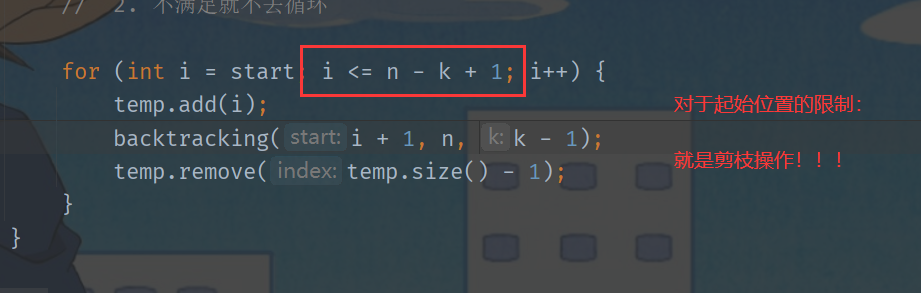 // 2. 不满足就不去循环
for (int i = start; i <= n - k + 1; i++) {
temp.add(i);
对于起始位置的限制：
backtracking( start: i + 1, n, k: k - 1);
就是剪枝操作！！！
temp.remove( index: temp.size() - 1);
}
}